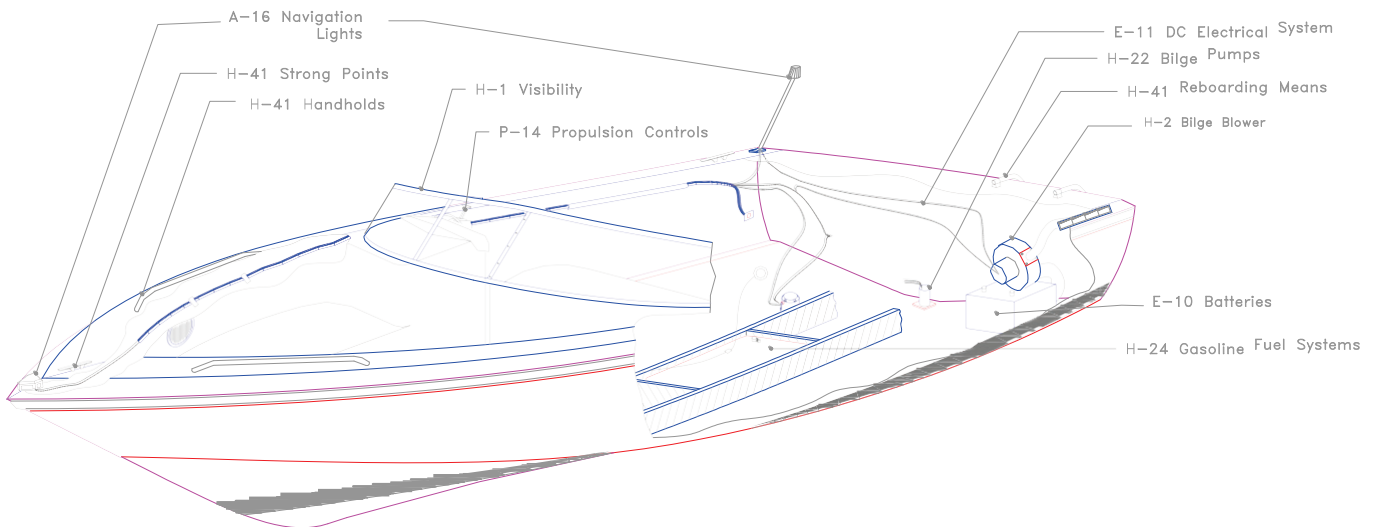 A-16 Navigation
Lights
H-41 Strong Points
H-41 Handholds
H-1 Visibility
P-14 Propulsion Controls
E-11 DC Electrical System
H-22 Bilge Pumps
H-41 Reboarding Means
H-2 Bilge Blower
E-10 Batteries
H-24 Gasoline Fuel Systems